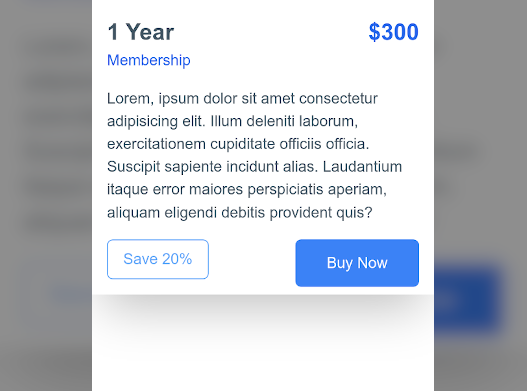 1 Year $300
Membership
Lorem, ipsum dolor sit amet consectetur
adipisicing elit. Illum deleniti laborum,
exercitationem cupiditate officiis officia.
Suscipit sapiente incidunt alias. Laudantium
itaque error maiores perspiciatis aperiam,
aliquam eligendi debitis provident quis?
Save 20% Buy Now